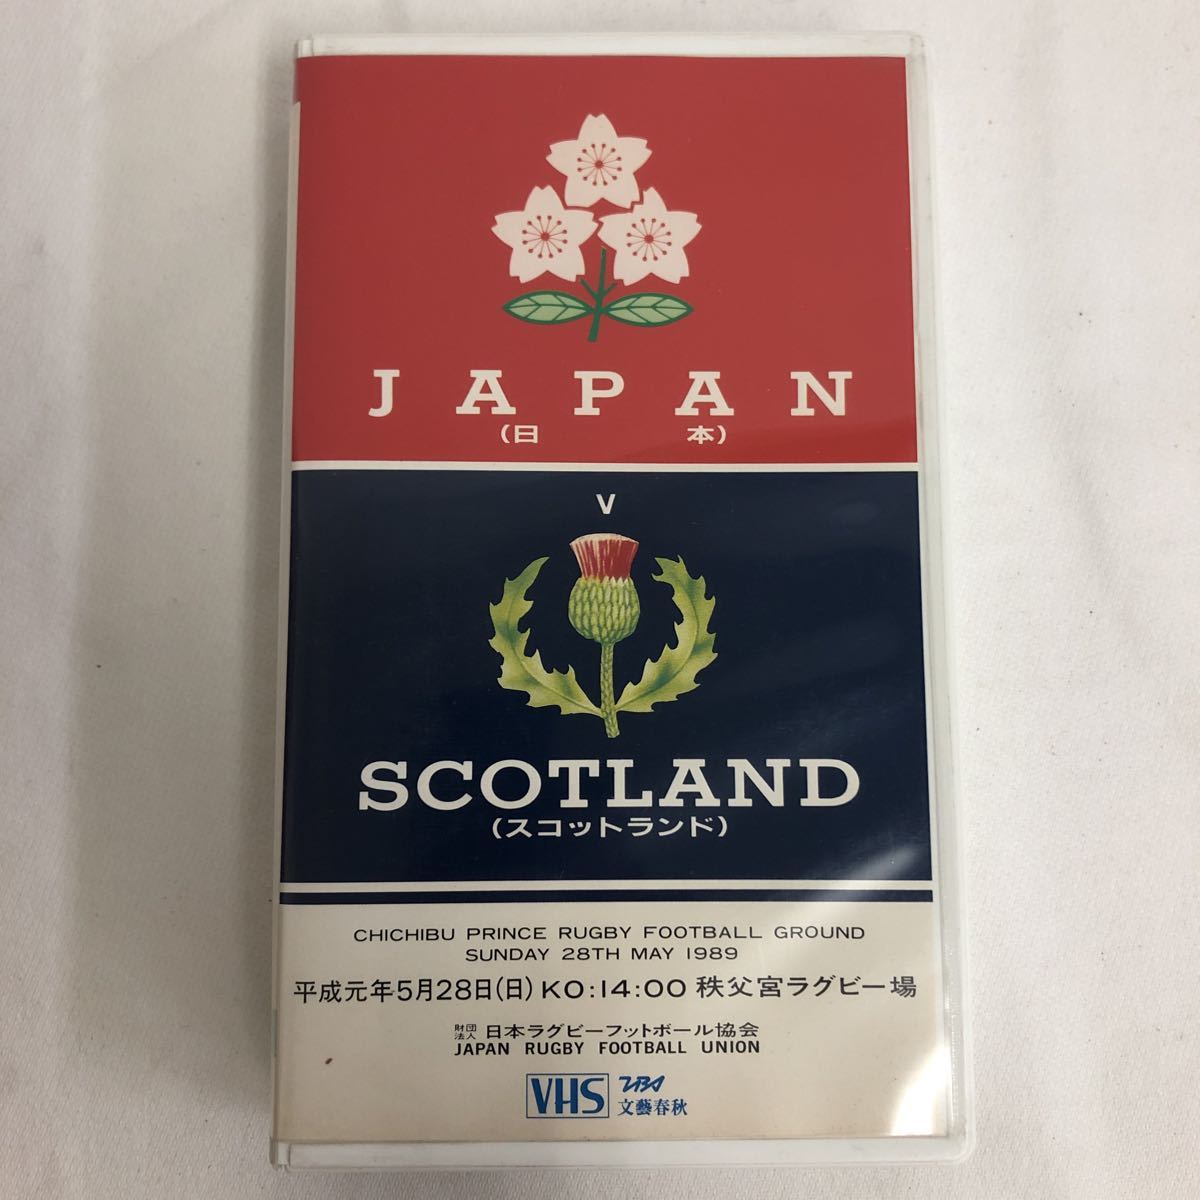 JAPAN
(日本)
V
SCOTLAND
(スコットランド)
CHICHIBU PRINCE RUGBY FOOTBALL GROUND
SUNDAY 28TH MAY 1989
平成元年5月28日(日) KO:14:00 秩父宮ラグビー場
財団法人 日本ラグビーフットボール協会
JAPAN RUGBY FOOTBALL UNION
VHS TBS
文藝春秋